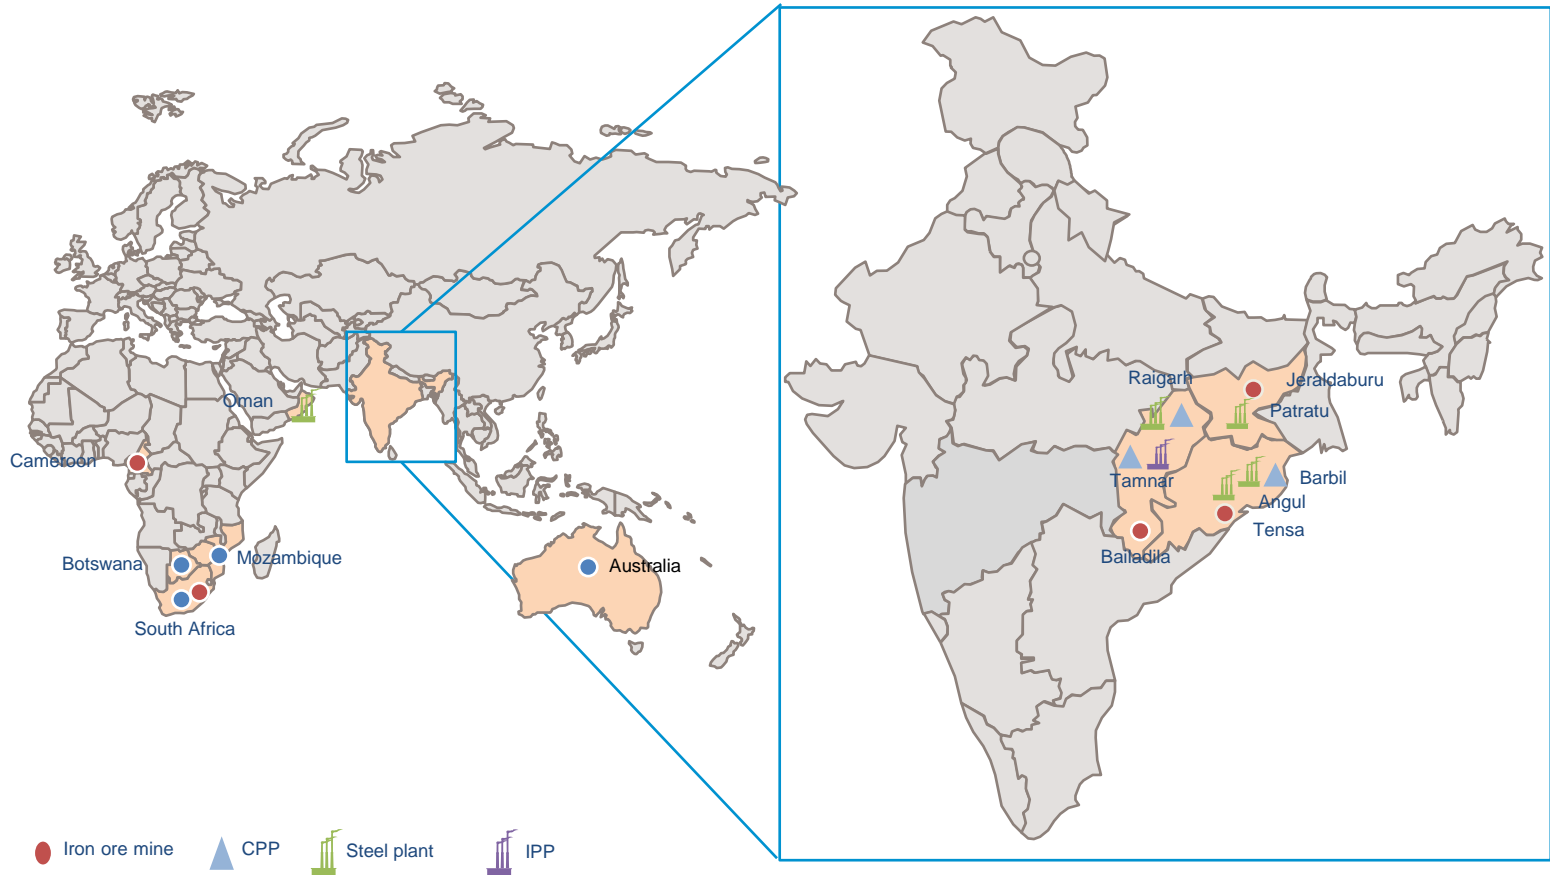 Oman
Cameroon
Botswana
Mozambique
South Africa
Australia
Raigarh
Jeraldaburu
Patratu
Tamnar
Barbil
Angul
Tensa
Bailadila
Iron ore mine
CPP
Steel plant
IPP